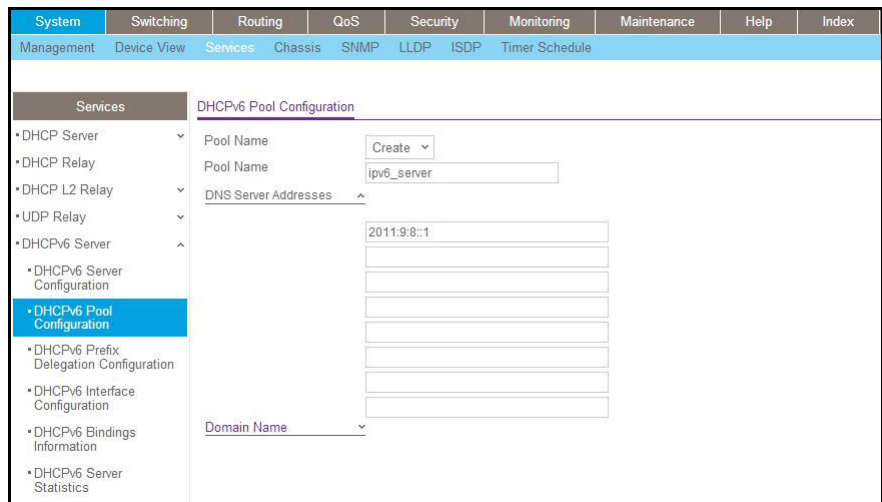 System Switching Routing QoS Security Monitoring Maintenance Help Index
Management Device View Services Chassis SNMP LLDP ISDP Timer Schedule
Services
DHCP Server
DHCP Relay
DHCP L2 Relay
UDP Relay
DHCPv6 Server
DHCPv6 Server
Configuration
DHCPv6 Pool
Configuration
DHCPv6 Prefix
Delegation Configuration
DHCPv6 Interface
Configuration
DHCPv6 Bindings
Information
DHCPv6 Server
Statistics
DHCPv6 Pool Configuration
Pool Name Create
Pool Name ipv6_server
DNS Server Addresses
2011:9:8::1
Domain Name